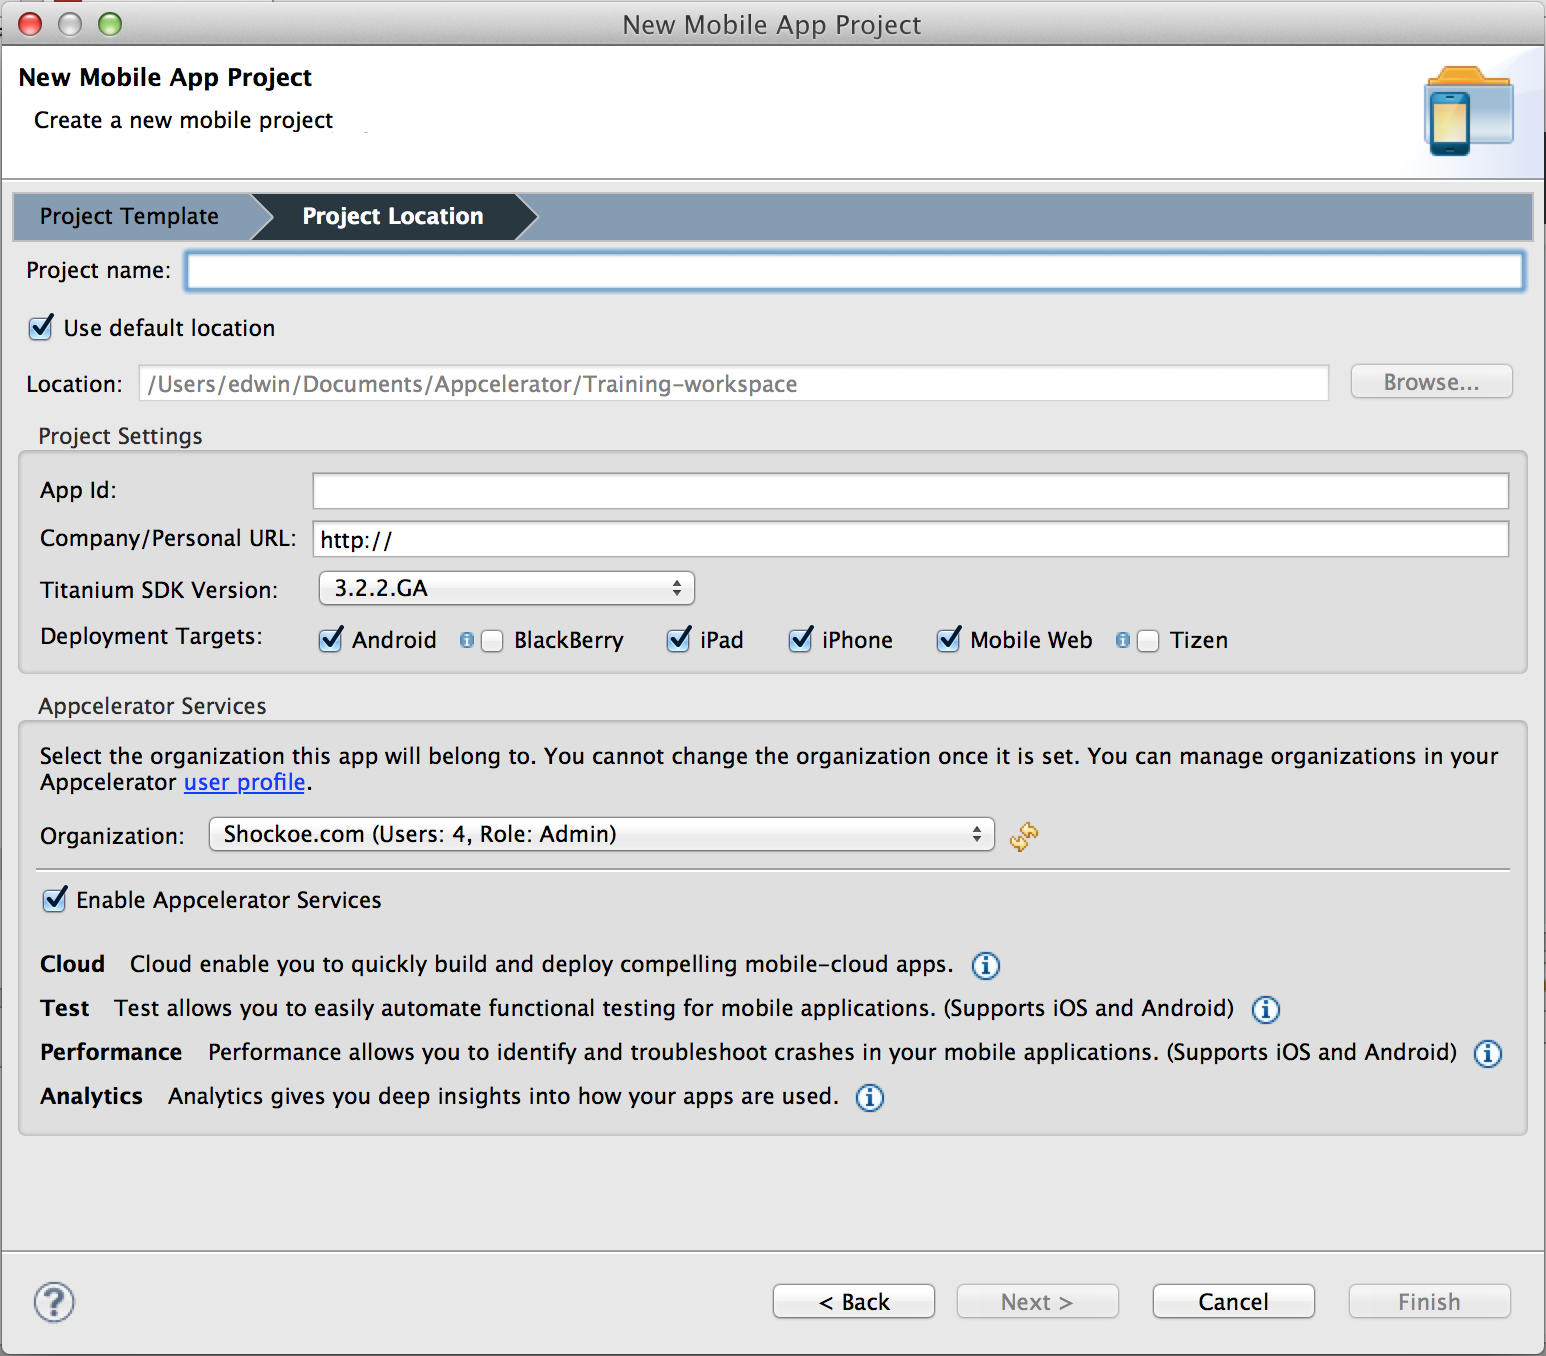 New Mobile App Project
New Mobile App Project
Create a new mobile project
Project Template Project Location
Project name:
Use default location
Location: /Users/edwin/Documents/Appcelerator/Training-workspace Browse...
Project Settings
App Id:
Company/Personal URL: http://
Titanium SDK Version: 3.2.2.GA
Deployment Targets: Android BlackBerry iPad iPhone Mobile Web Tizen
Appcelerator Services
Select the organization this app will belong to. You cannot change the organization once it is set. You can manage organizations in your
Appcelerator user profile.
Organization: Shockoe.com (Users: 4, Role: Admin)
Enable Appcelerator Services
Cloud Cloud enable you to quickly build and deploy compelling mobile-cloud apps.
Test Test allows you to easily automate functional testing for mobile applications. (Supports iOS and Android)
Performance Performance allows you to identify and troubleshoot crashes in your mobile applications. (Supports iOS and Android)
Analytics Analytics gives you deep insights into how your apps are used.
? < Back Next > Cancel Finish